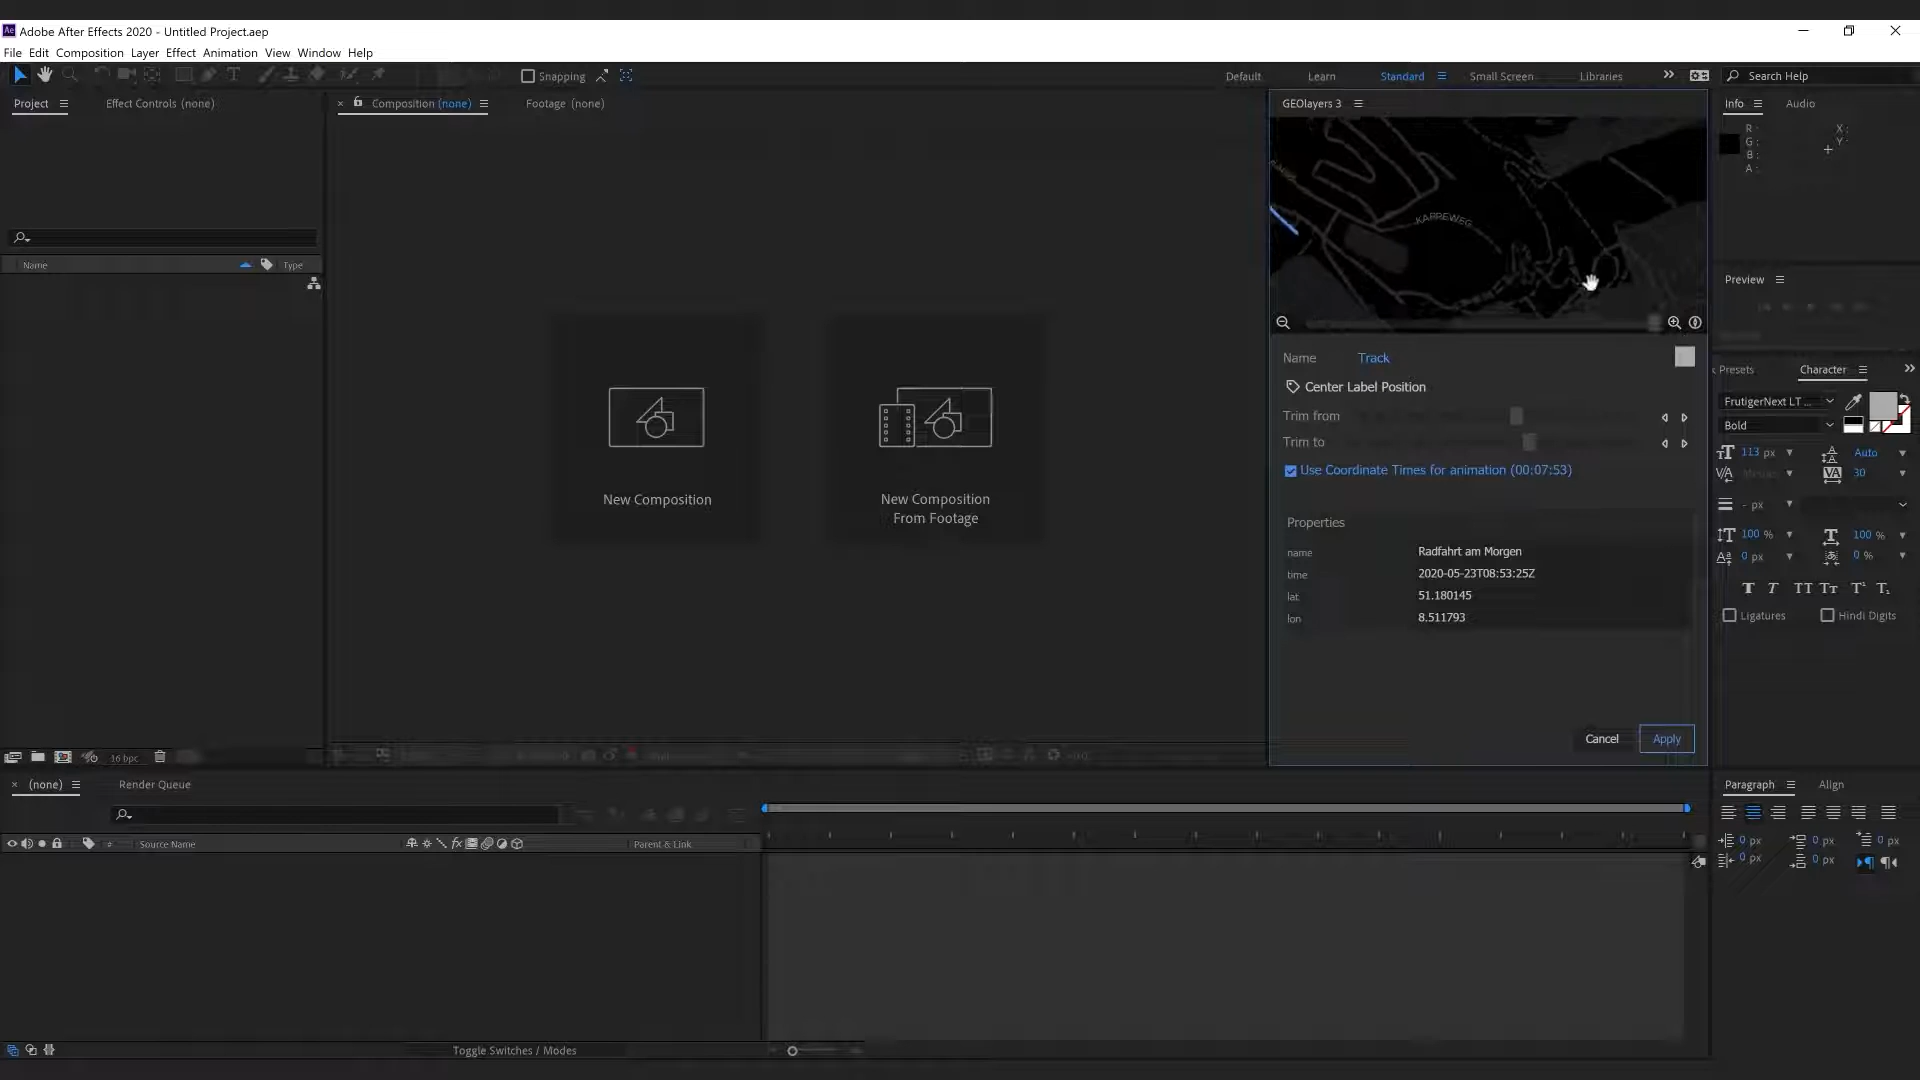 Ae Adobe After Effects 2020 - Untitled Project.aep
File Edit Composition Layer Effect Animation View Window Help
Snapping
Default Learn Standard Small Screen Libraries Search Help
Project Effect Controls (none)
Composition (none) Footage (none)
GEOlayers 3
Info Audio
R :
G :
B :
A :
X :
Y :
KAPPEWEG
Name Type
Preview
New Composition
New Composition
From Footage
Name Track
Center Label Position
Trim from
Trim to
Use Coordinate Times for animation (00:07:53)
Properties
name Radfahrt am Morgen
time 2020-05-23T08:53:25Z
lat 51.180145
lon 8.511793
Cancel Apply
Presets Character
FrutigerNext LT ...
Bold
113 px Auto
30
- px
100 % 100 %
0 px 0 %
Ligatures Hindi Digits
16 bpc
(none) Render Queue
# Source Name Parent & Link
Toggle Switches / Modes
Paragraph Align
0 px 0 px 0 px
0 px 0 px